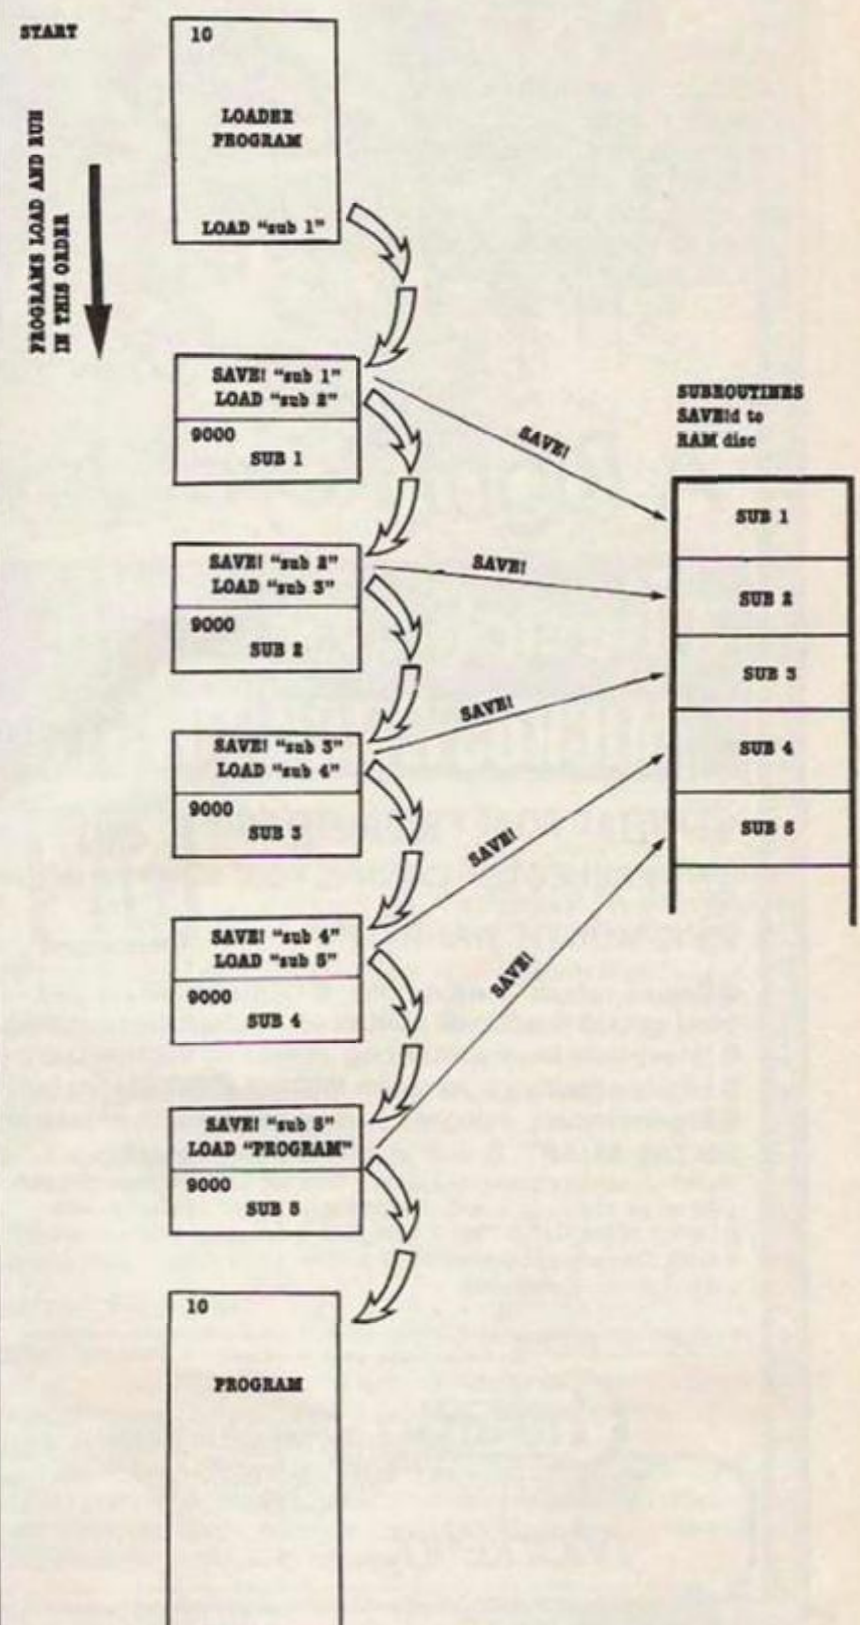 START
10
LOADER
PROGRAM
LOAD "sub 1"
PROGRAMS LOAD AND RUN
IN THIS ORDER
SAVE! "sub 1"
LOAD "sub 2"
9000
SUB 1
SAVE!
SUBROUTINES
SAVE!d to
RAM disc
SUB 1
SAVE! "sub 2"
LOAD "sub 3"
9000
SUB 2
SAVE!
SUB 2
SAVE! "sub 3"
LOAD "sub 4"
9000
SUB 3
SAVE!
SUB 3
SAVE! "sub 4"
LOAD "sub 5"
9000
SUB 4
SAVE!
SUB 4
SAVE! "sub 5"
LOAD "PROGRAM"
9000
SUB 5
SAVE!
SUB 5
10
PROGRAM